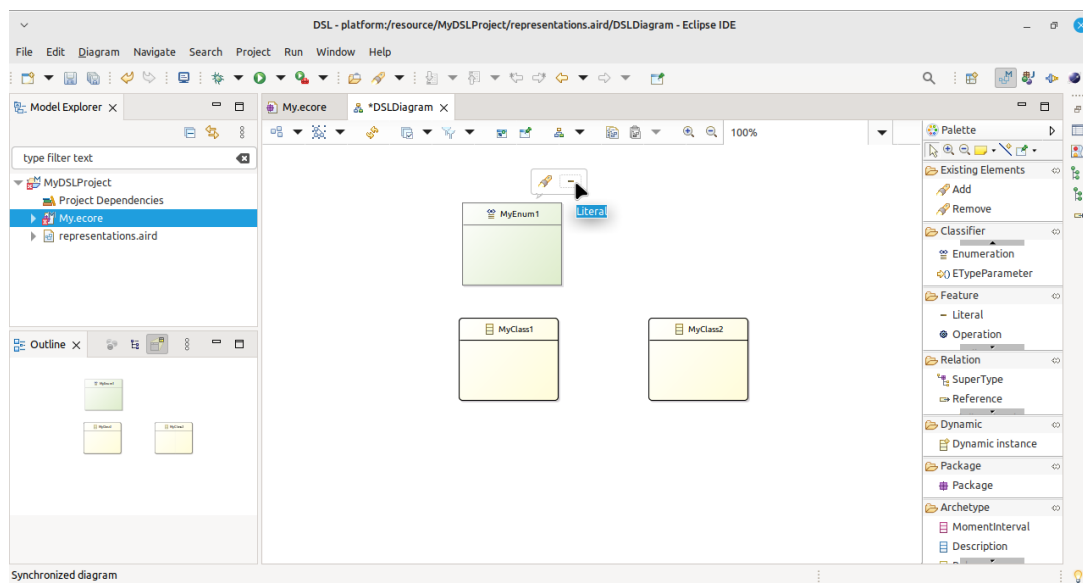 DSL - platform:/resource/MyDSLProject/representations.aird/DSLDiagram - Eclipse IDE
File Edit Diagram Navigate Search Project Run Window Help
Model Explorer
My.ecore
*DSLDiagram
100%
Palette
type filter text
MyDSLProject
Project Dependencies
My.ecore
representations.aird
Existing Elements
Add
Remove
Classifier
Enumeration
ETypeParameter
Feature
Literal
Operation
Relation
SuperType
Reference
Dynamic
Dynamic instance
Package
Package
Archetype
MomentInterval
Description
MyEnum1
Literal
MyClass1
MyClass2
Outline
Synchronized diagram